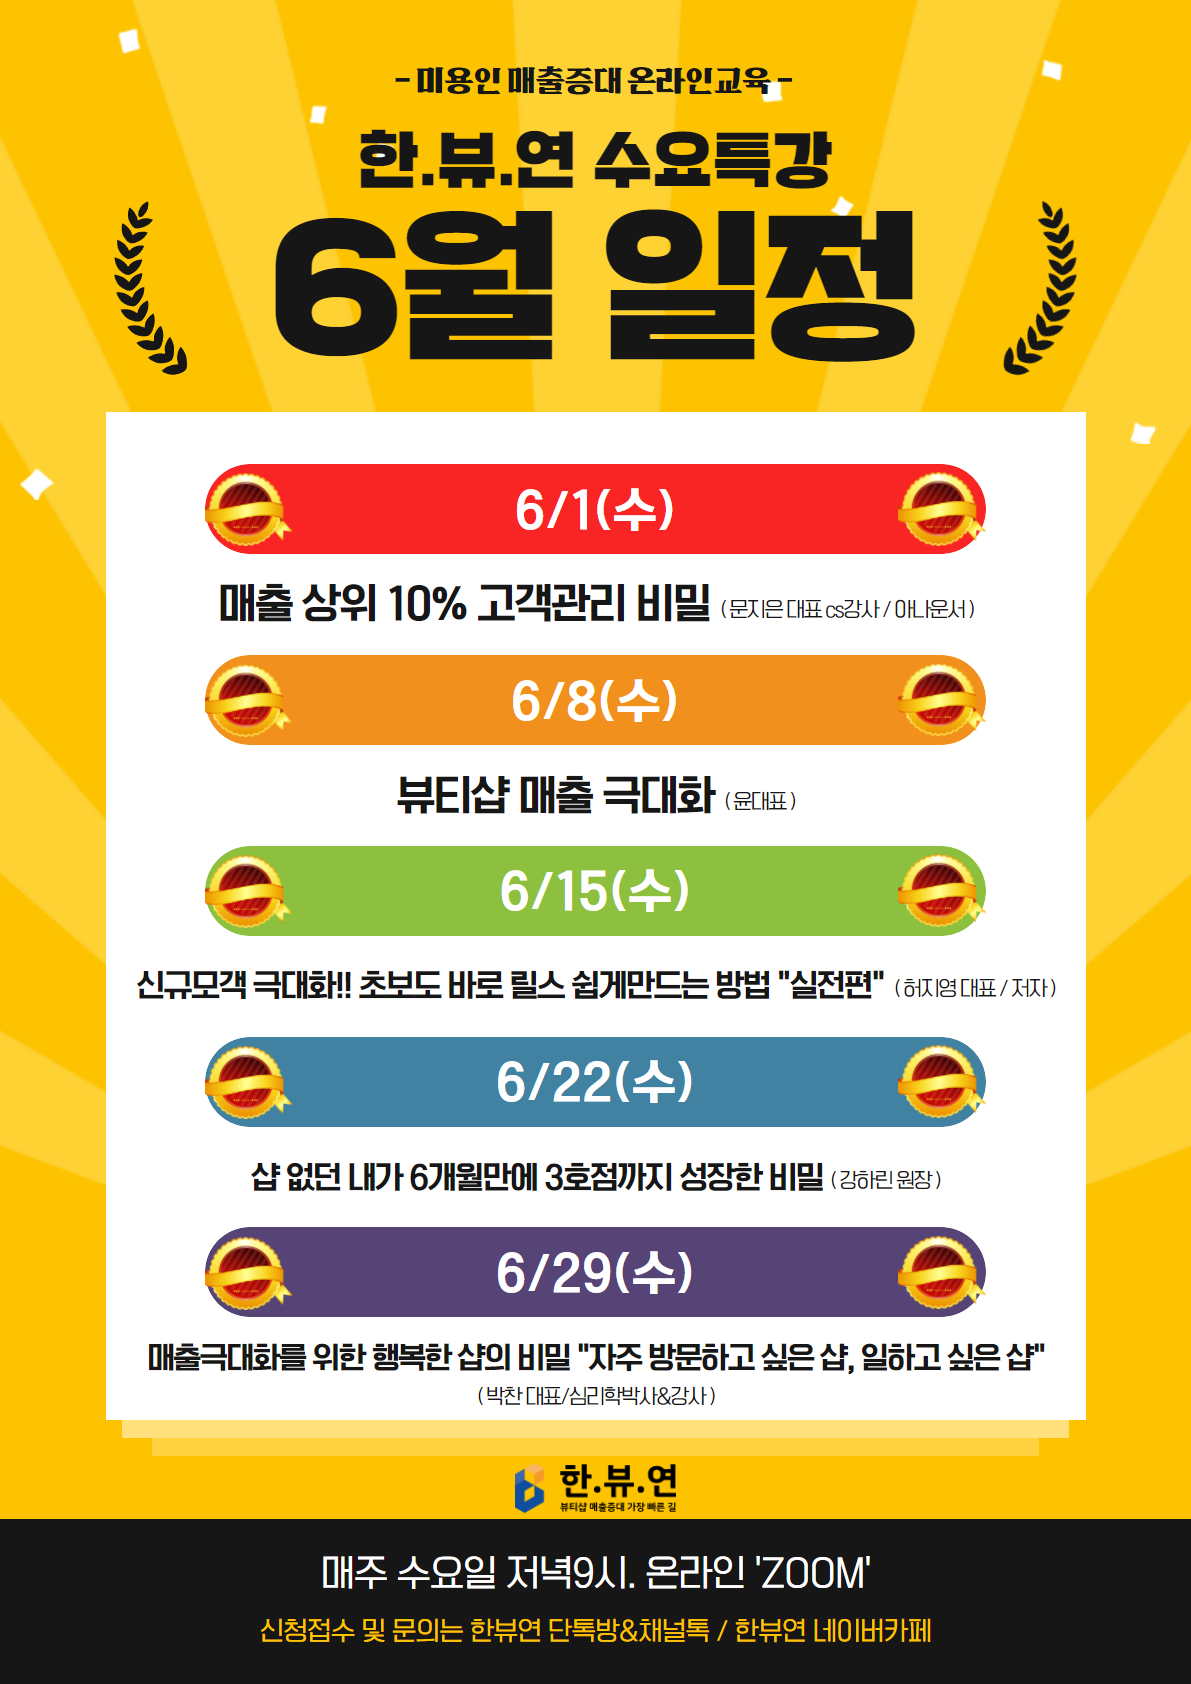 - 미용인 매출증대 온라인교육 -
한.뷰.연 수요특강
6월 일정
6/1(수)
매출 상위 10% 고객관리 비밀 ( 문지은 대표 cs강사 / 아나운서 )
6/8(수)
뷰티샵 매출 극대화 ( 윤대표 )
6/15(수)
신규모객 극대화!! 초보도 바로 릴스 쉽게만드는 방법 "실전편" ( 허지영 대표 / 저자 )
6/22(수)
샵 없던 내가 6개월만에 3호점까지 성장한 비밀 ( 강하린 원장 )
6/29(수)
매출극대화를 위한 행복한 샵의 비밀 "자주 방문하고 싶은 샵, 일하고 싶은 샵"
( 박찬 대표/심리학박사&강사 )
한.뷰.연
뷰티샵 매출증대 가장 빠른 길
매주 수요일 저녁9시. 온라인 'ZOOM'
신청접수 및 문의는 한뷰연 단톡방&채널톡 / 한뷰연 네이버카페